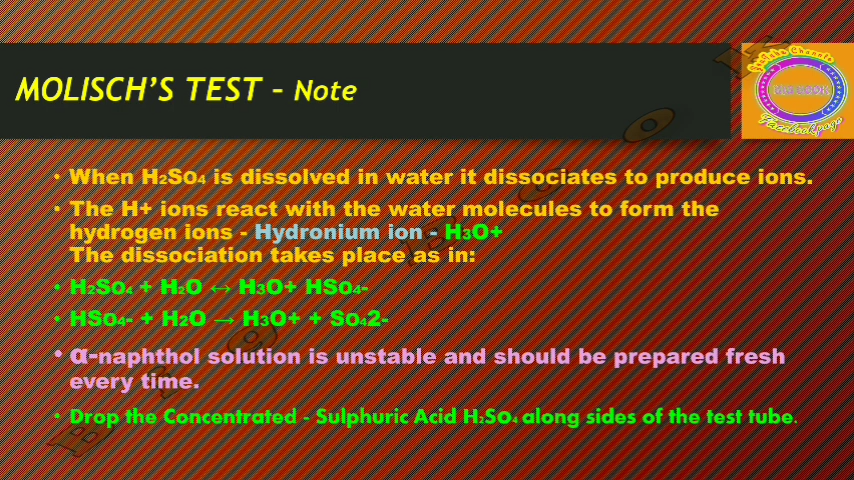 MOLISCH'S TEST – Note
• When H₂SO₄ is dissolved in water it dissociates to produce ions.
• The H+ ions react with the water molecules to form the
hydrogen ions - Hydronium ion - H₃O+
The dissociation takes place as in:
• H₂SO₄ + H₂O ↔ H₃O+ HSO₄-
• HSO₄- + H₂O → H₃O+ + SO₄2-
• α-naphthol solution is unstable and should be prepared fresh
every time.
• Drop the Concentrated - Sulphuric Acid H₂SO₄ along sides of the test tube.
Facebook page